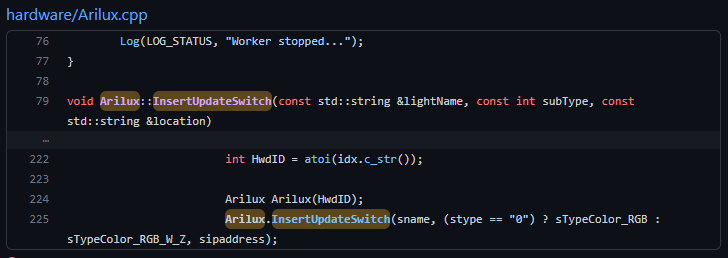 hardware/Arilux.cpp
76 Log(LOG_STATUS, "Worker stopped...");
77 }
78
79 void Arilux::InsertUpdateSwitch(const std::string &lightName, const int subType, const
std::string &location)
…
222 int HwdID = atoi(idx.c_str());
223
224 Arilux Arilux(HwdID);
225 Arilux.InsertUpdateSwitch(sname, (stype == "0") ? sTypeColor_RGB :
sTypeColor_RGB_W_Z, sipaddress);